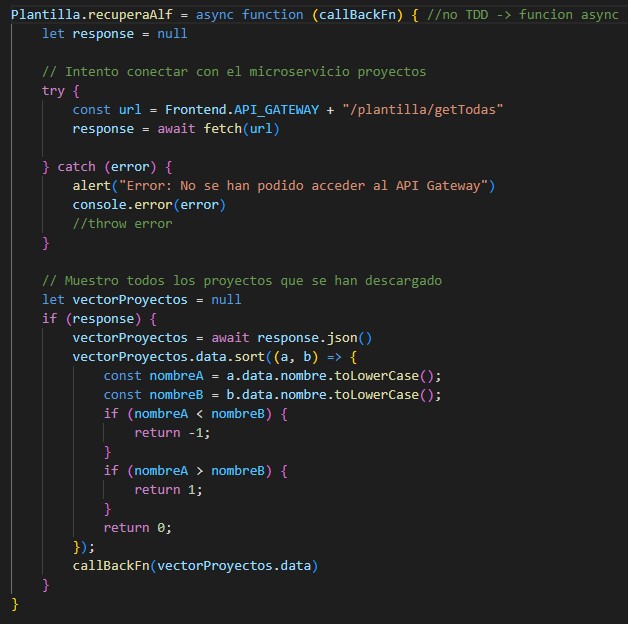 Plantilla.recuperaAlf = async function (callBackFn) { //no TDD -> funcion async
    let response = null

    // Intento conectar con el microservicio proyectos
    try {
        const url = Frontend.API_GATEWAY + "/plantilla/getTodas"
        response = await fetch(url)

    } catch (error) {
        alert("Error: No se han podido acceder al API Gateway")
        console.error(error)
        //throw error
    }

    // Muestro todos los proyectos que se han descargado
    let vectorProyectos = null
    if (response) {
        vectorProyectos = await response.json()
        vectorProyectos.data.sort((a, b) => {
            const nombreA = a.data.nombre.toLowerCase();
            const nombreB = b.data.nombre.toLowerCase();
            if (nombreA < nombreB) {
                return -1;
            }
            if (nombreA > nombreB) {
                return 1;
            }
            return 0;
        });
        callBackFn(vectorProyectos.data)
    }
}